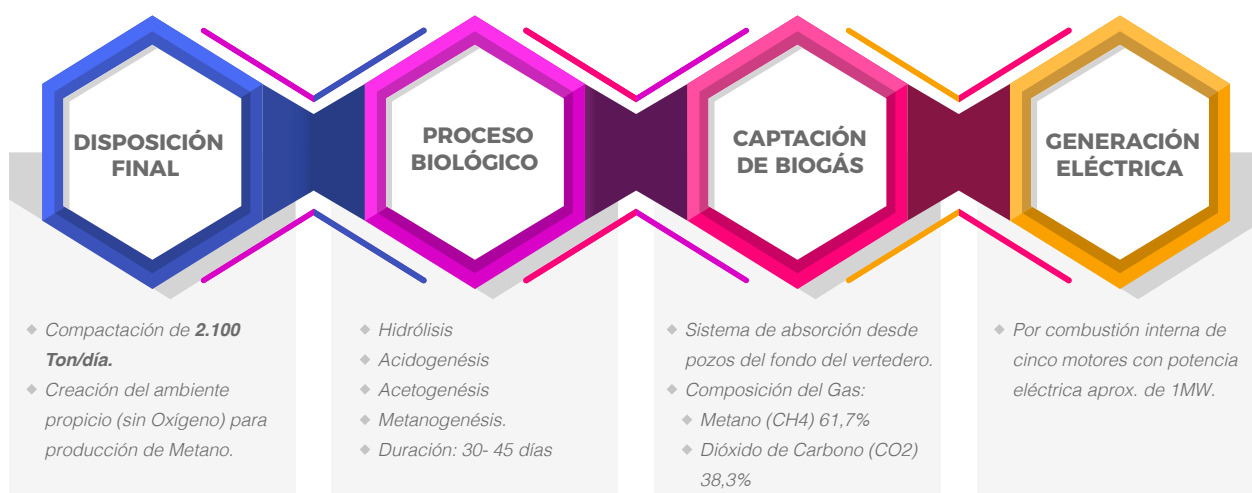 DISPOSICIÓN
FINAL
PROCESO
BIOLÓGICO
CAPTACIÓN
DE BIOGÁS
GENERACIÓN
ELÉCTRICA
Compactación de 2.100
Ton/día.
Creación del ambiente
propicio (sin Oxígeno) para
producción de Metano.
Hidrólisis
Acidogenésis
Acetogenésis
Metanogenésis.
Duración: 30- 45 días
Sistema de absorción desde
pozos del fondo del vertedero.
Composición del Gas:
Metano (CH4) 61,7%
Dióxido de Carbono (CO2)
38,3%
Por combustión interna de
cinco motores con potencia
eléctrica aprox. de 1MW.